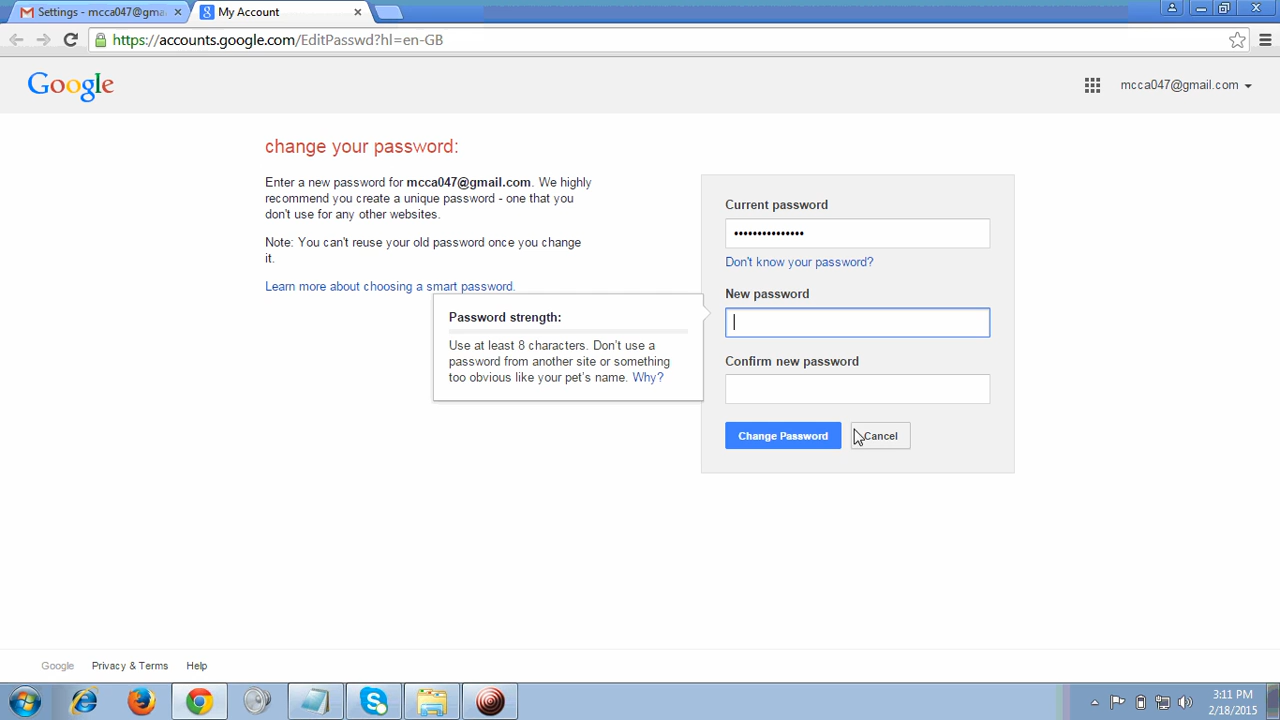 Settings - mcca047@gma
My Account
https://accounts.google.com/EditPasswd?hl=en-GB
Google
mcca047@gmail.com
change your password:
Enter a new password for mcca047@gmail.com. We highly
recommend you create a unique password - one that you
don't use for any other websites.
Note: You can't reuse your old password once you change
it.
Learn more about choosing a smart password.
Password strength:
Use at least 8 characters. Don't use a
password from another site or something
too obvious like your pet's name. Why?
Current password
•••••••••••••••
Don't know your password?
New password
Confirm new password
Change Password
Cancel
Google
Privacy & Terms
Help
3:11 PM
2/18/2015